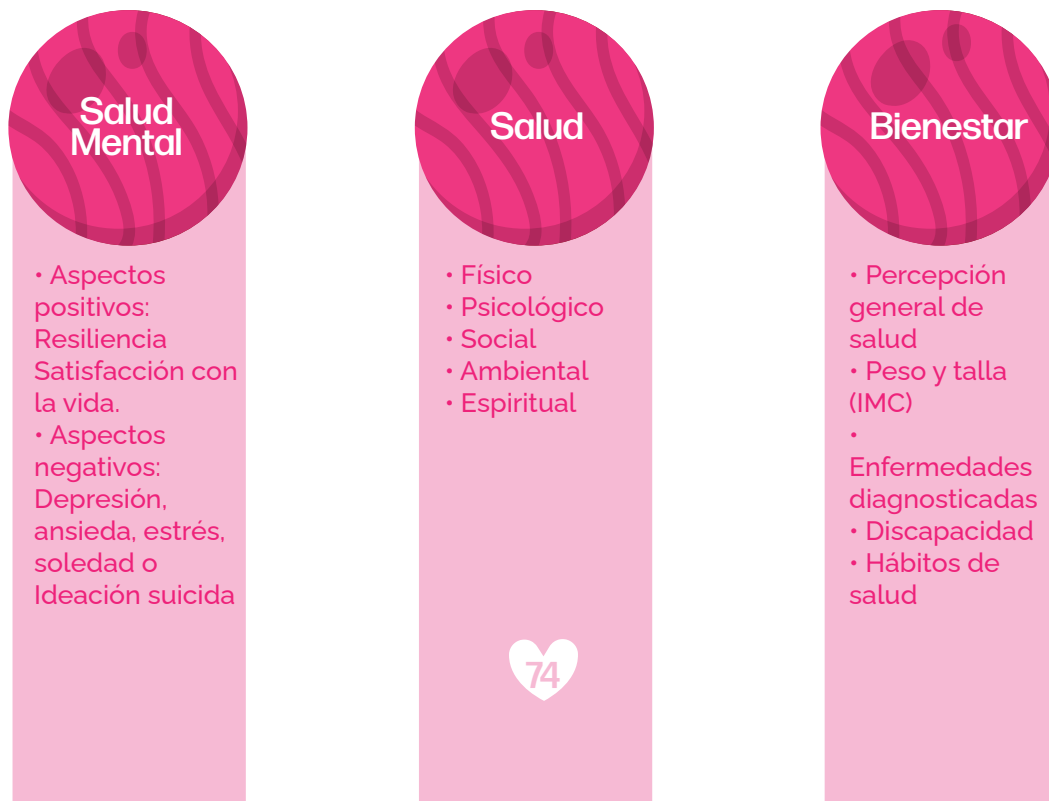 Salud
Mental
• Aspectos
positivos:
Resiliencia
Satisfacción con
la vida.
• Aspectos
negativos:
Depresión,
ansieda, estrés,
soledad o
Ideación suicida
Salud
• Físico
• Psicológico
• Social
• Ambiental
• Espiritual
74
Bienestar
• Percepción
general de
salud
• Peso y talla
(IMC)
•
Enfermedades
diagnosticadas
• Discapacidad
• Hábitos de
salud